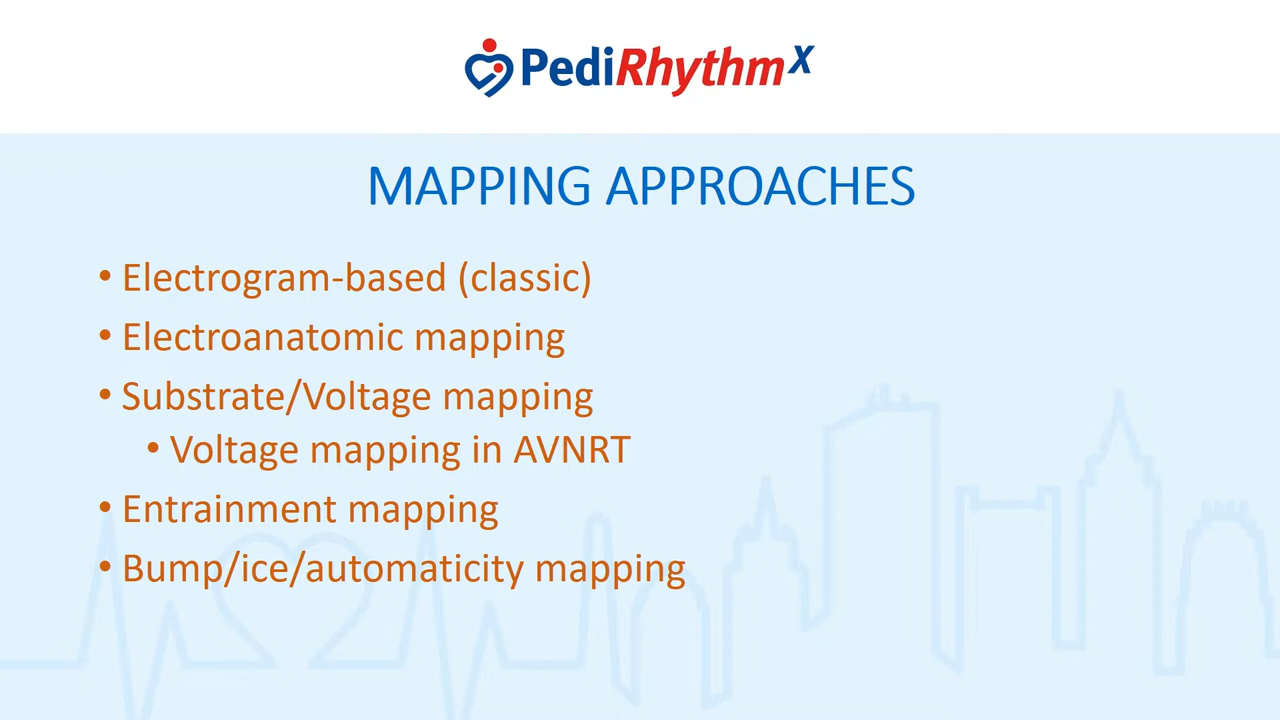 PediRhythm X
MAPPING APPROACHES
• Electrogram-based (classic)
• Electroanatomic mapping
• Substrate/Voltage mapping
• Voltage mapping in AVNRT
• Entrainment mapping
• Bump/ice/automaticity mapping